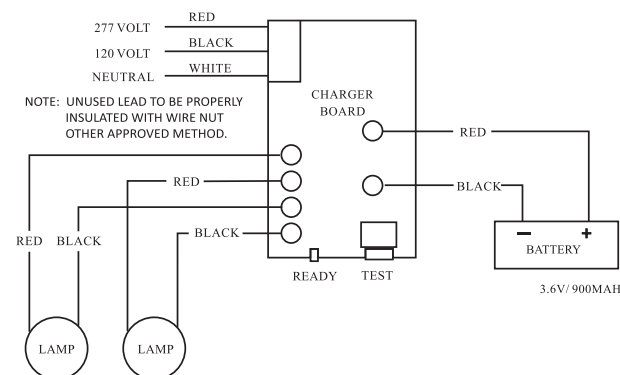 277 VOLT RED
120 VOLT BLACK
NEUTRAL WHITE
NOTE: UNUSED LEAD TO BE PROPERLY
INSULATED WITH WIRE NUT
OTHER APPROVED METHOD.
CHARGER
BOARD
RED
RED
BLACK
BLACK
RED BLACK
− +
BATTERY
READY TEST
3.6V/ 900MAH
LAMP LAMP